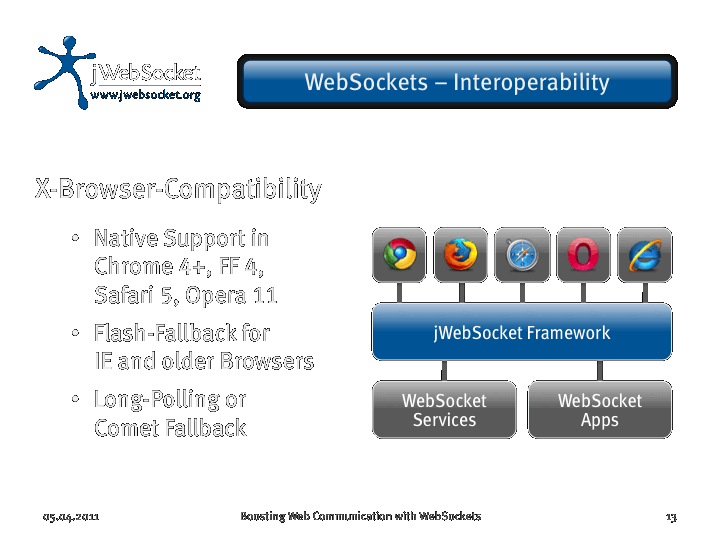 jWebSocket
www.jwebsocket.org
WebSockets – Interoperability
X-Browser-Compatibility
• Native Support in
Chrome 4+, FF 4,
Safari 5, Opera 11
• Flash-Fallback for
IE and older Browsers
• Long-Polling or
Comet Fallback
jWebSocket Framework
WebSocket
Services
WebSocket
Apps
05.04.2011
Boosting Web Communication with WebSockets
13